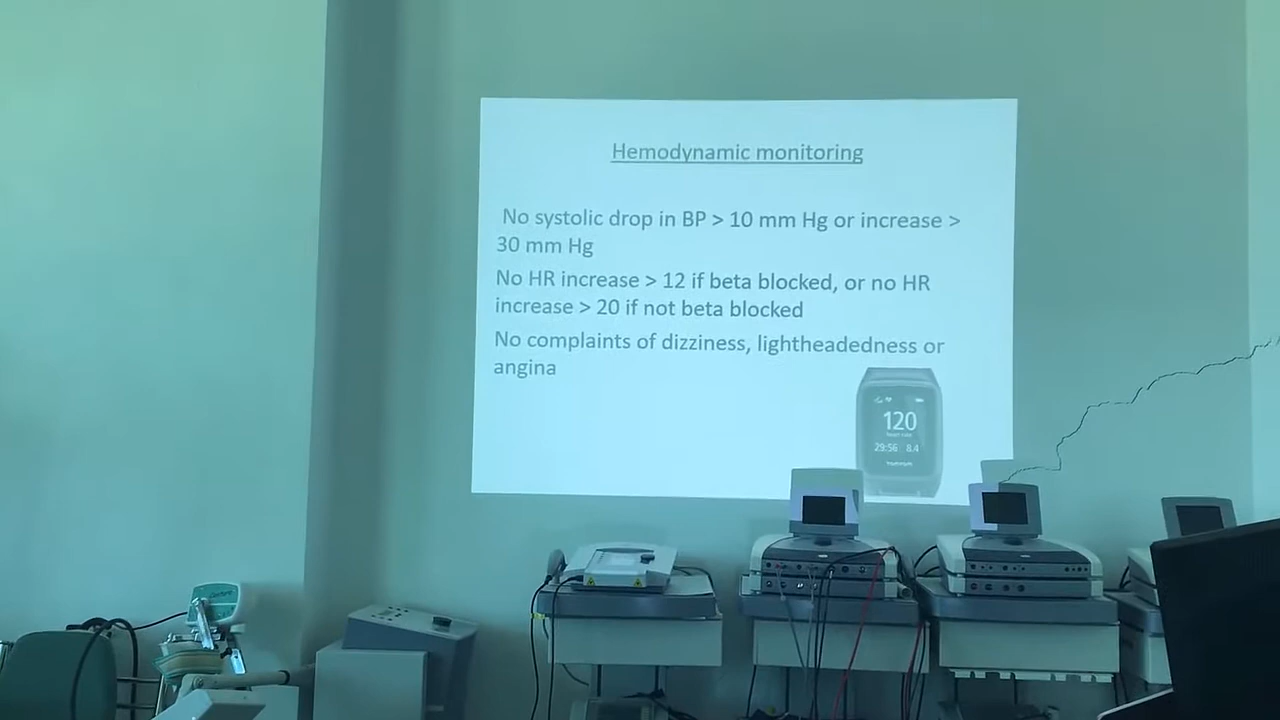 Hemodynamic monitoring
No systolic drop in BP > 10 mm Hg or increase >
30 mm Hg
No HR increase > 12 if beta blocked, or no HR
increase > 20 if not beta blocked
No complaints of dizziness, lightheadedness or
angina
120
29:56 8.4